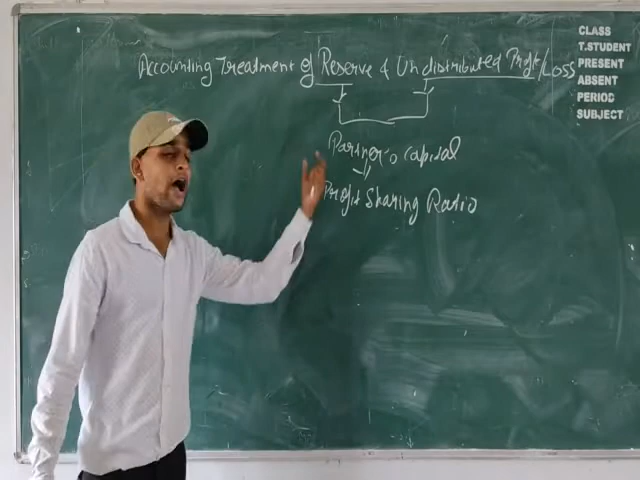 Accounting Treatment of Reserve & Undistributed Profit/Loss
Partner's Capital
Profit Sharing Ratio
CLASS
T.STUDENT
PRESENT
ABSENT
PERIOD
SUBJECT